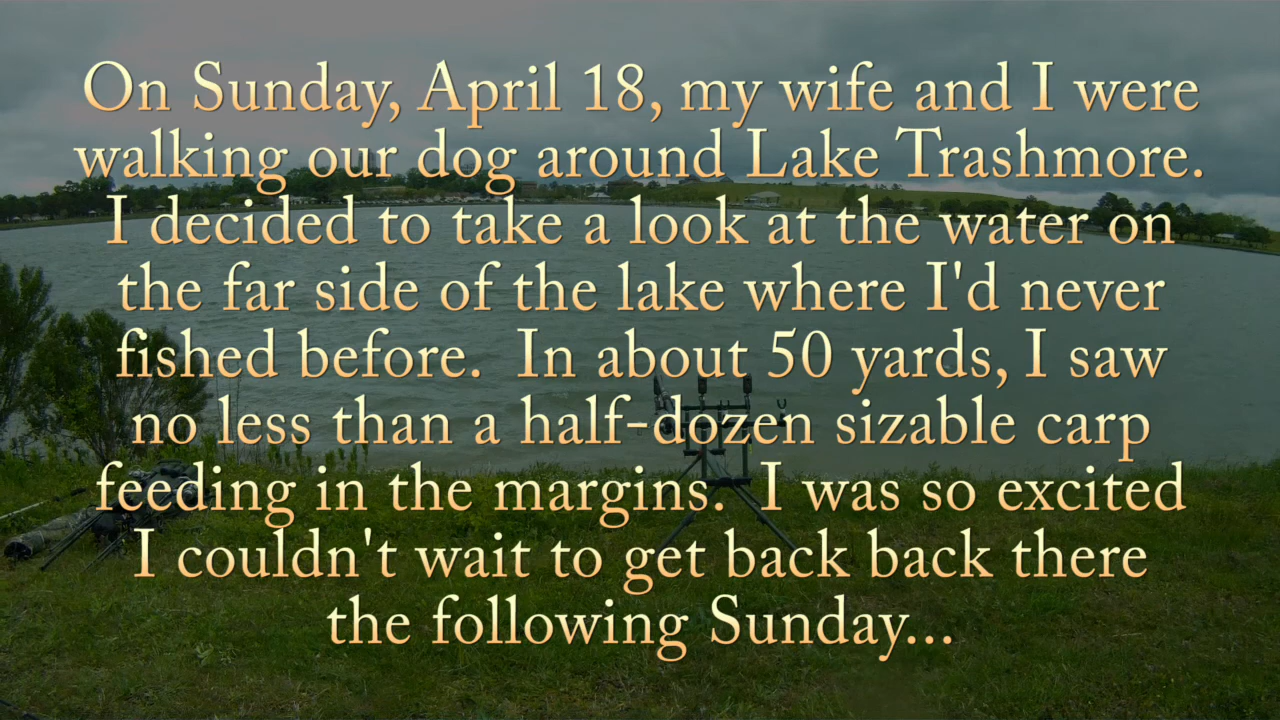 On Sunday, April 18, my wife and I were
walking our dog around Lake Trashmore.
I decided to take a look at the water on
the far side of the lake where I'd never
fished before.  In about 50 yards, I saw
no less than a half-dozen sizable carp
feeding in the margins.  I was so excited
I couldn't wait to get back back there
the following Sunday...